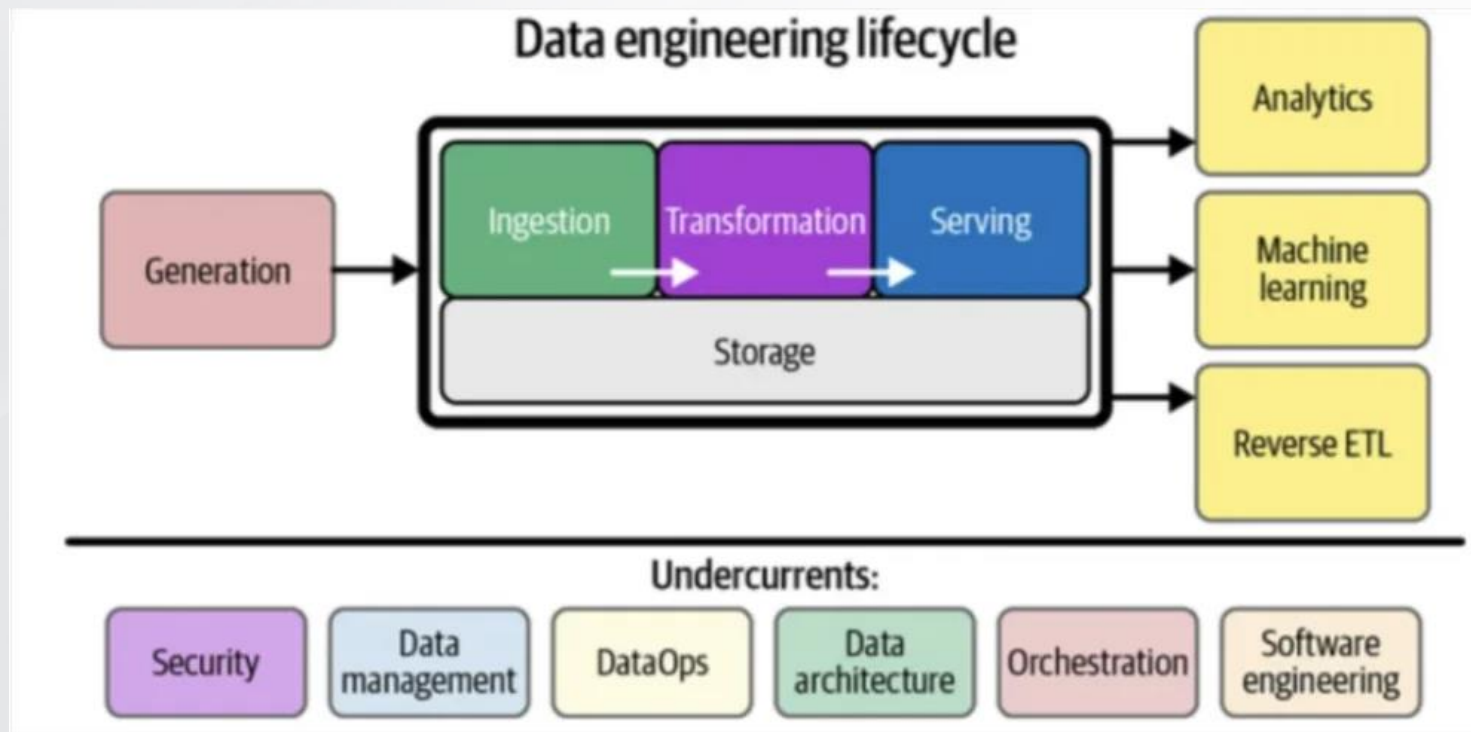 Data engineering lifecycle
Generation
Ingestion
Transformation
Serving
Storage
Analytics
Machine
learning
Reverse ETL
Undercurrents:
Security
Data
management
DataOps
Data
architecture
Orchestration
Software
engineering